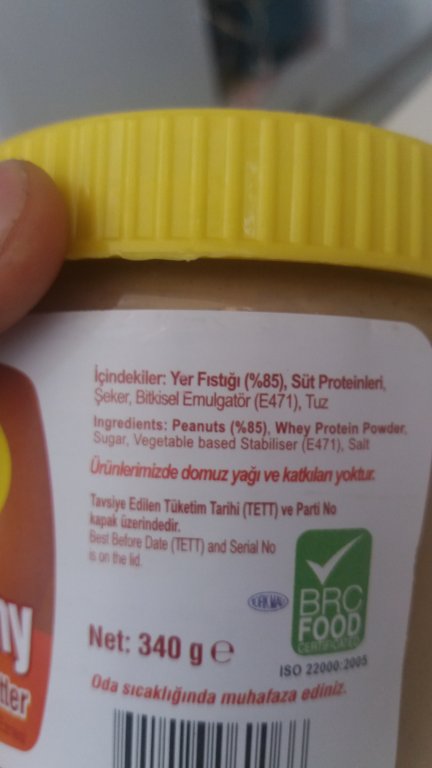 İçindekiler: Yer Fıstığı (%85), Süt Proteinleri,
Şeker, Bitkisel Emulgatör (E471), Tuz
Ingredients: Peanuts (%85), Whey Protein Powder,
Sugar, Vegetable based Stabiliser (E471), Salt
Ürünlerimizde domuz yağı ve katkıları yoktur.
Tavsiye Edilen Tüketim Tarihi (TETT) ve Parti No
kapak üzerindedir.
Best Before Date (TETT) and Serial No
is on the lid.
TÜRK MALI
BRC
FOOD
CERTIFICATED
Net: 340 g e
ISO 22000:2005
Oda sıcaklığında muhafaza ediniz.